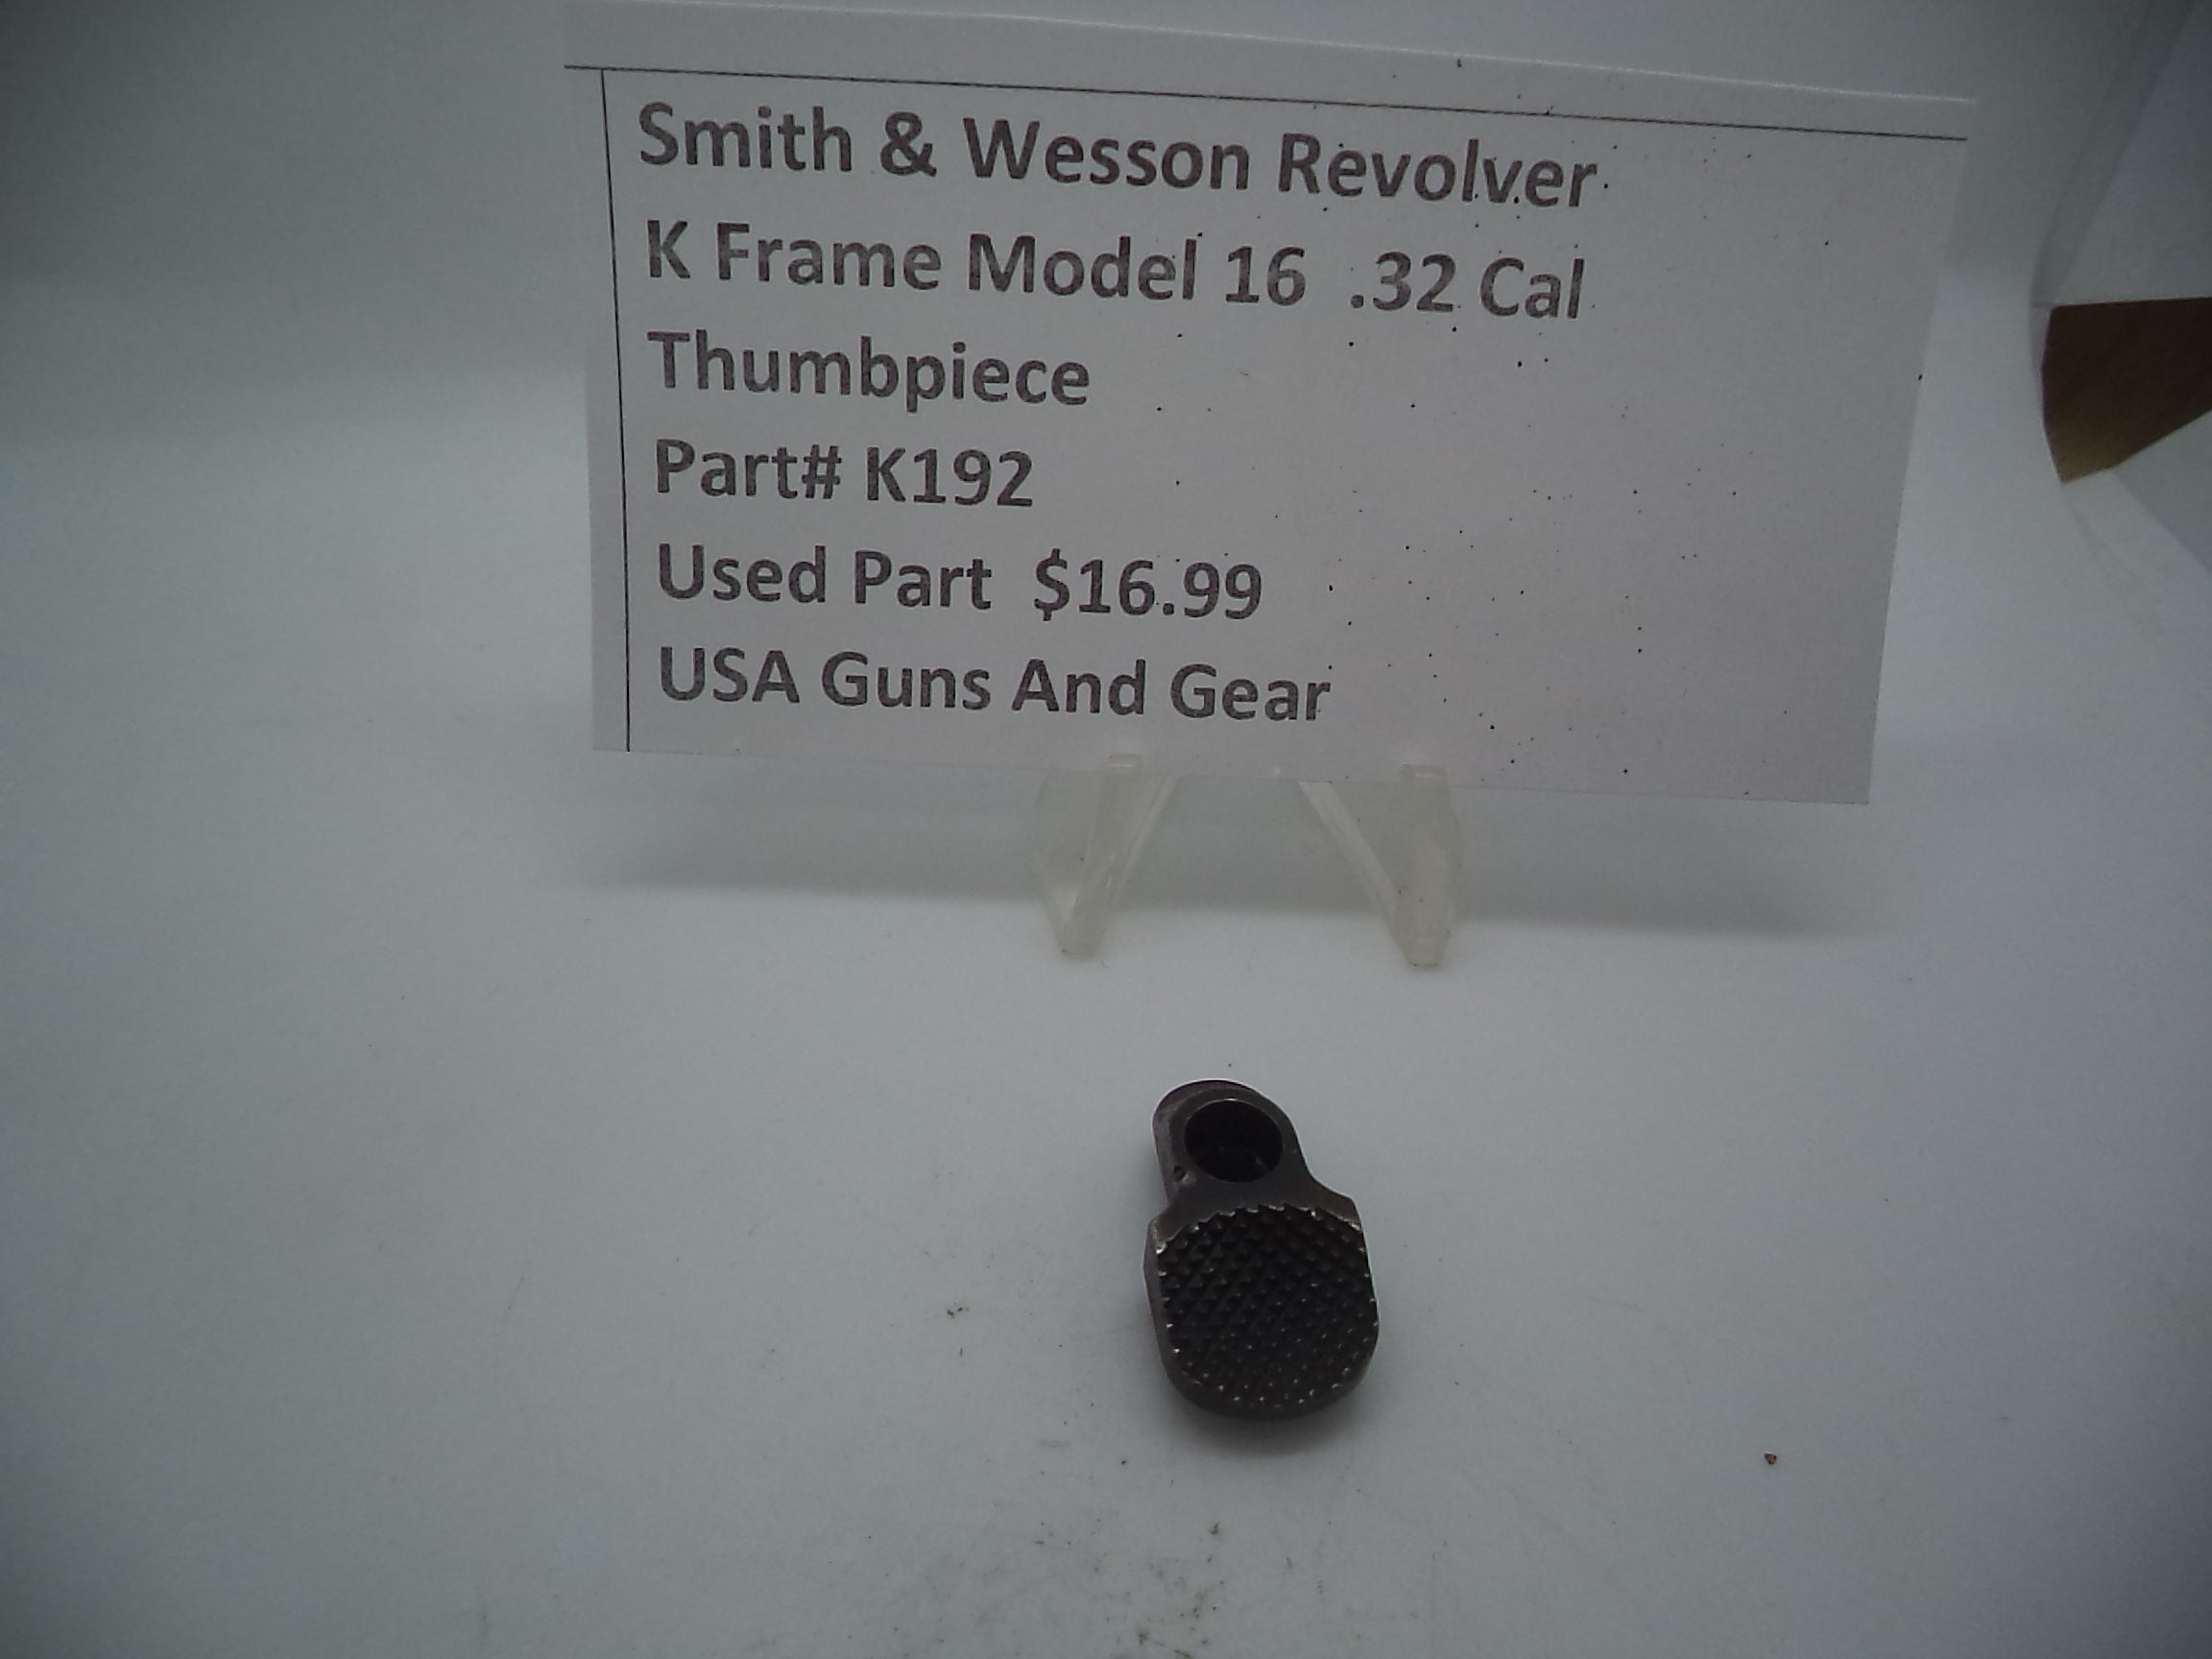 Smith & Wesson Revolver
K Frame Model 16 .32 Cal
Thumbpiece
Part# K192
Used Part $16.99
USA Guns And Gear